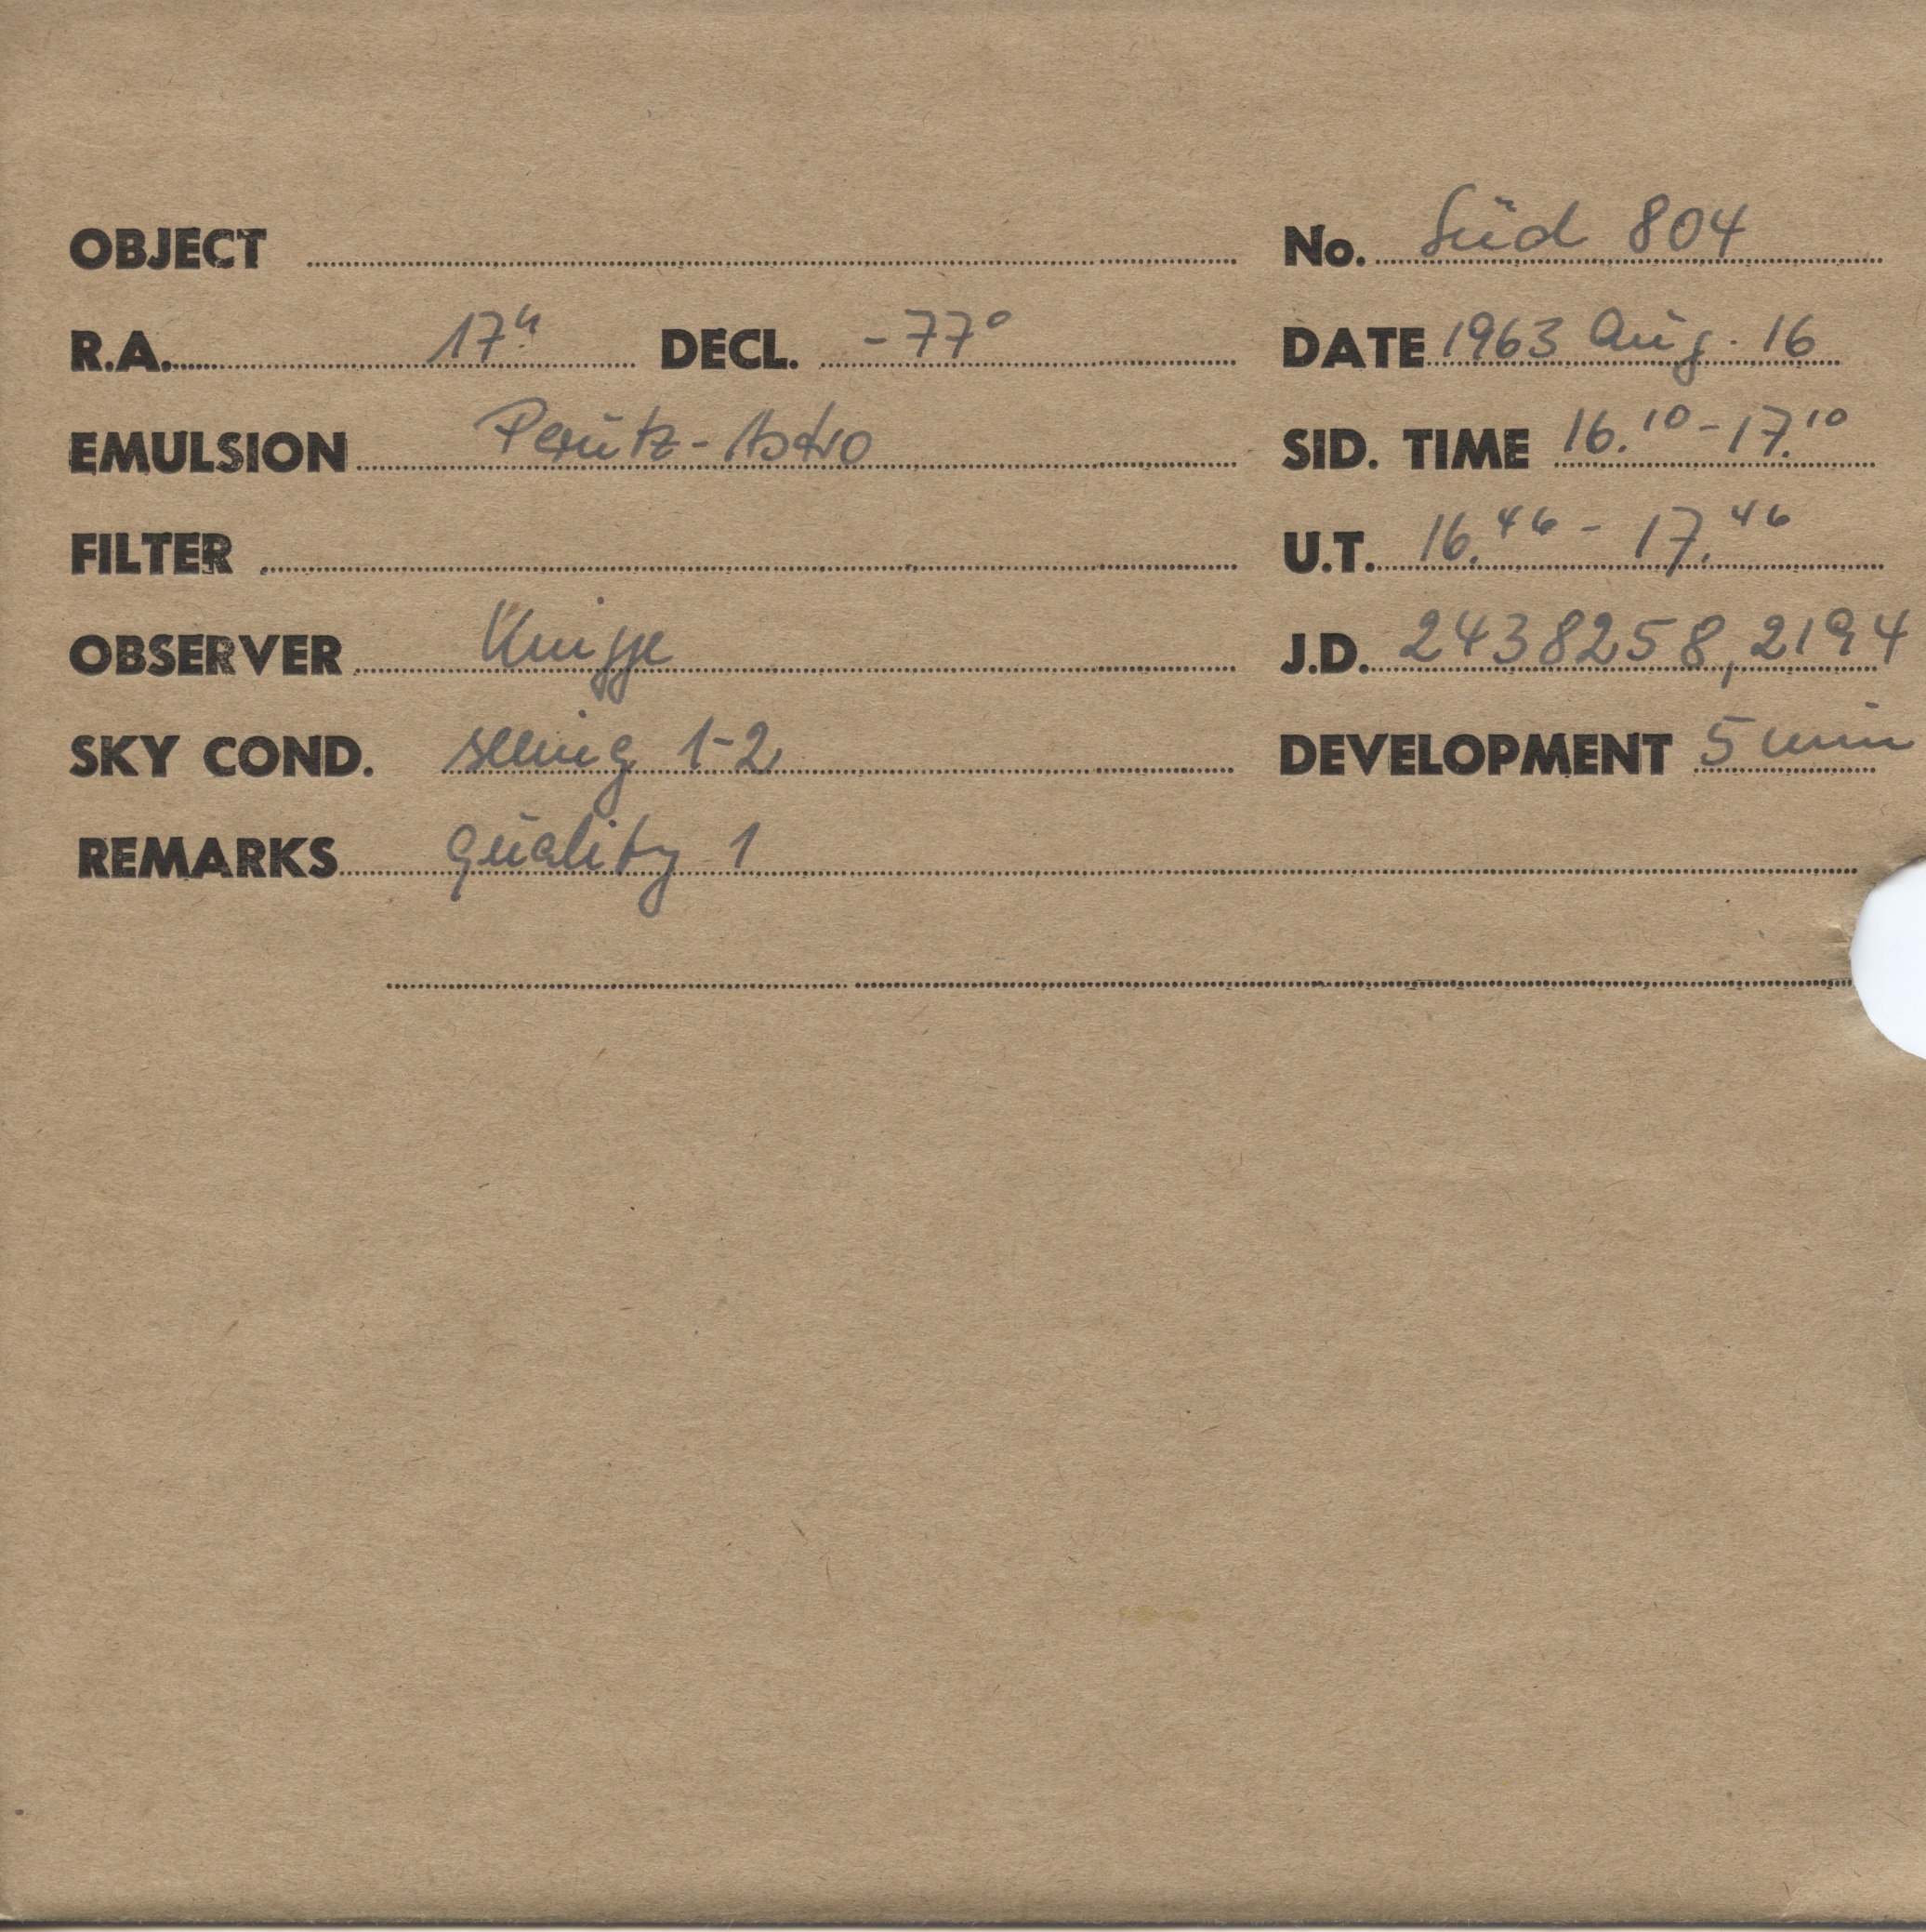 OBJECT No. Süd 804
R.A. 17h DECL. -77° DATE 1963 Aug. 16
EMULSION Perutz-Astro SID. TIME 16.10-17.10
FILTER U.T. 16.46 - 17.46
OBSERVER Knigge J.D. 2438258,2194
SKY COND. seeing 1-2 DEVELOPMENT 5 min
REMARKS quality 1